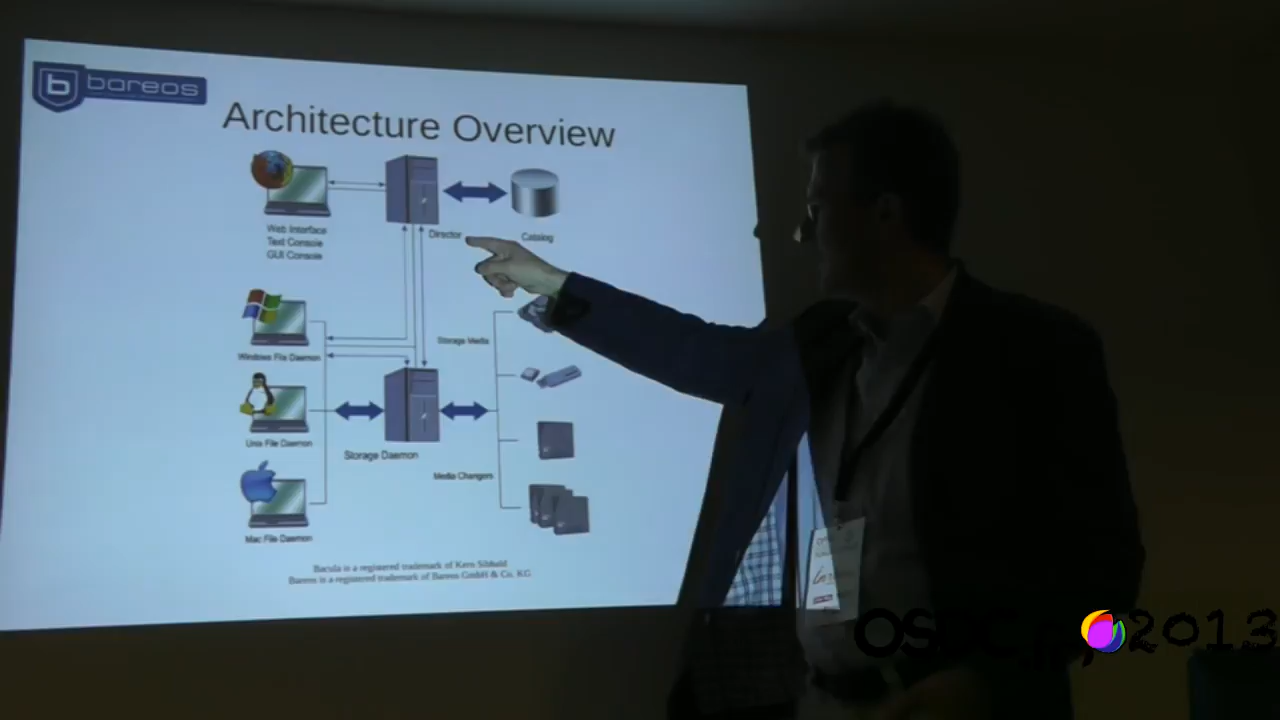 bareos
Architecture Overview
Web Interface
Text Console
GUI Console
Director
Catalog
Windows File Daemon
Storage Media
Unix File Daemon
Storage Daemon
Media Changers
Mac File Daemon
Bacula is a registered trademark of Kern Sibbald
Bareos is a registered trademark of Bareos GmbH & Co. KG
2013